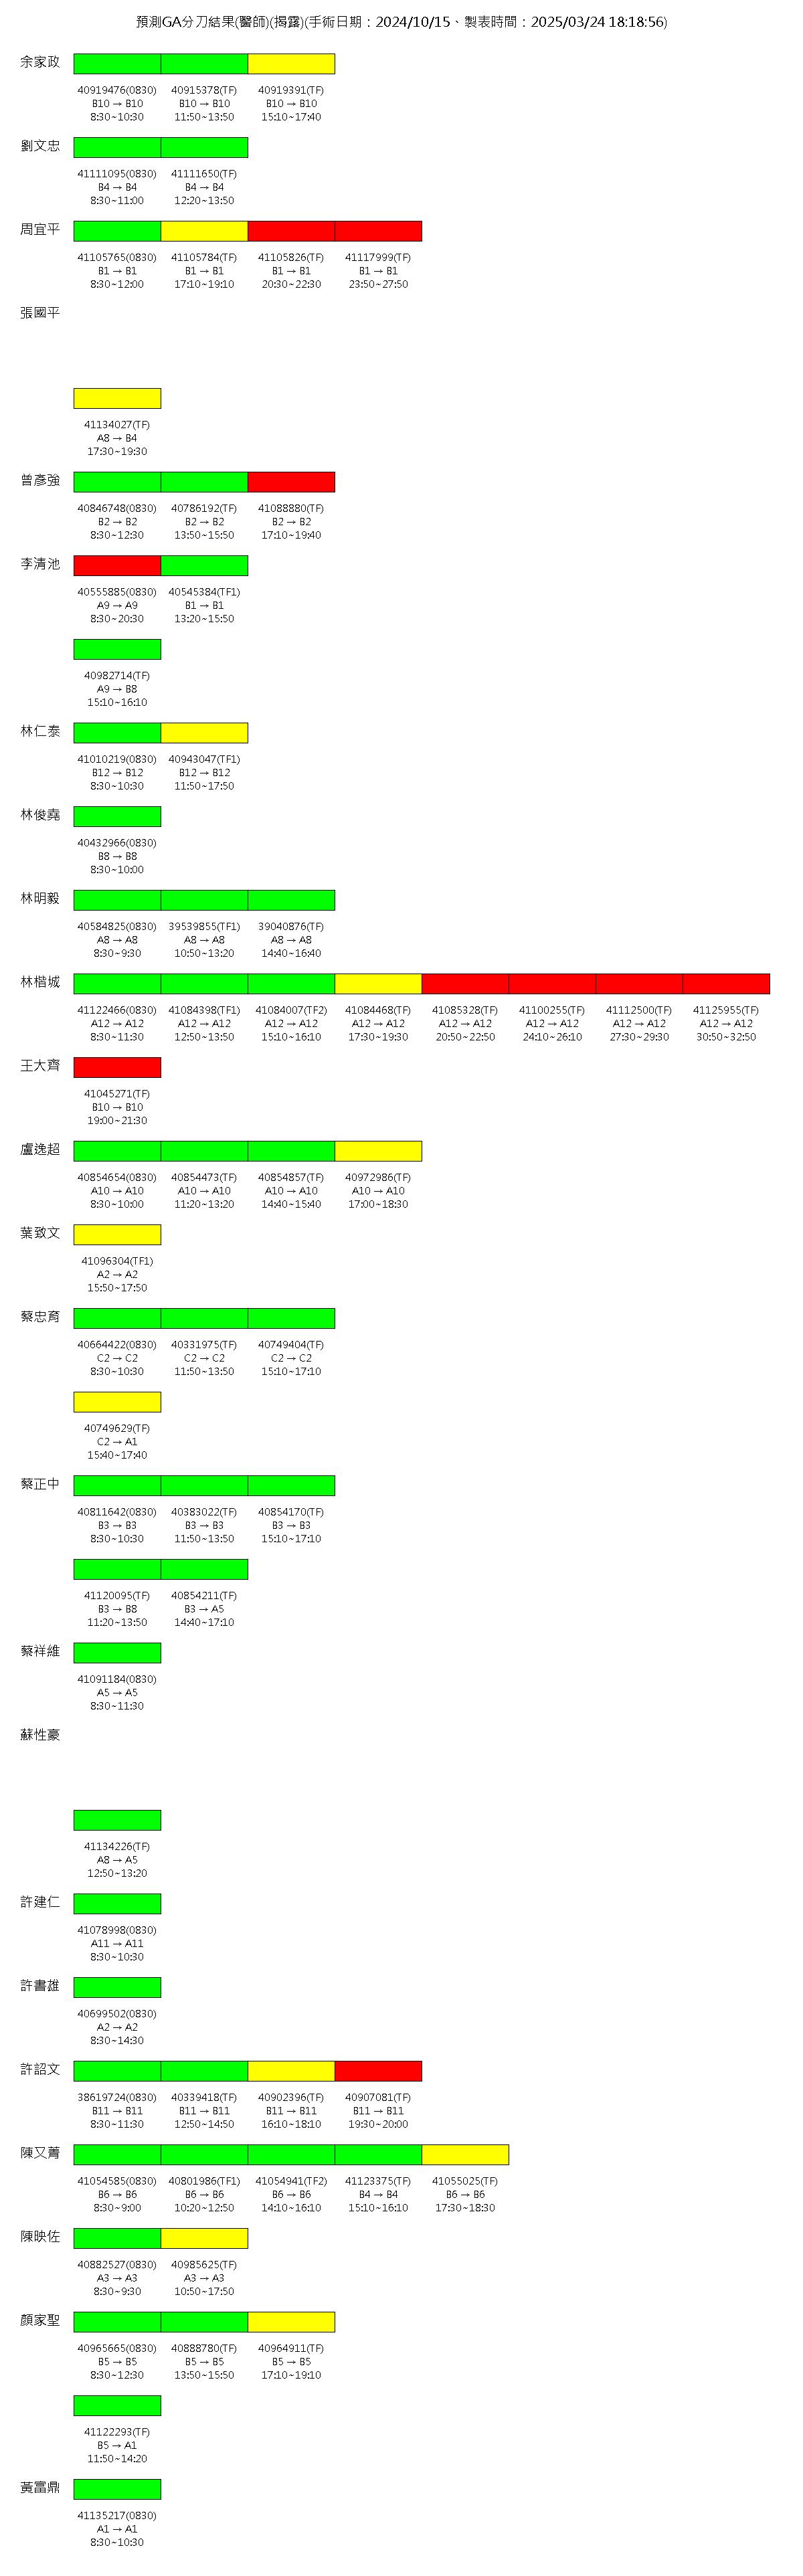 預測GA分刀結果(醫師)(揭露)(手術日期：2024/10/15、製表時間：2025/03/24 18:18:56)
余家政
40919476(0830) 40915378(TF) 40919391(TF)
B10 → B10 B10 → B10 B10 → B10
8:30~10:30 11:50~13:50 15:10~17:40
劉文忠
41111095(0830) 41111650(TF)
B4 → B4 B4 → B4
8:30~11:00 12:20~13:50
周宜平
41105765(0830) 41105784(TF) 41105826(TF) 41117999(TF)
B1 → B1 B1 → B1 B1 → B1 B1 → B1
8:30~12:00 17:10~19:10 20:30~22:30 23:50~27:50
張國平
41134027(TF)
A8 → B4
17:30~19:30
曾彥強
40846748(0830) 40786192(TF) 41088880(TF)
B2 → B2 B2 → B2 B2 → B2
8:30~12:30 13:50~15:50 17:10~19:40
李清池
40555885(0830) 40545384(TF1)
A9 → A9 B1 → B1
8:30~20:30 13:20~15:50
40982714(TF)
A9 → B8
15:10~16:10
林仁泰
41010219(0830) 40943047(TF1)
B12 → B12 B12 → B12
8:30~10:30 11:50~17:50
林俊堯
40432966(0830)
B8 → B8
8:30~10:00
林明毅
40584825(0830) 39539855(TF1) 39040876(TF)
A8 → A8 A8 → A8 A8 → A8
8:30~9:30 10:50~13:20 14:40~16:40
林楷城
41122466(0830) 41084398(TF1) 41084007(TF2) 41084468(TF) 41085328(TF) 41100255(TF) 41112500(TF) 41125955(TF)
A12 → A12 A12 → A12 A12 → A12 A12 → A12 A12 → A12 A12 → A12 A12 → A12 A12 → A12
8:30~11:30 12:50~13:50 15:10~16:10 17:30~19:30 20:50~22:50 24:10~26:10 27:30~29:30 30:50~32:50
王大齊
41045271(TF)
B10 → B10
19:00~21:30
盧逸超
40854654(0830) 40854473(TF) 40854857(TF) 40972986(TF)
A10 → A10 A10 → A10 A10 → A10 A10 → A10
8:30~10:00 11:20~13:20 14:40~15:40 17:00~18:30
葉致文
41096304(TF1)
A2 → A2
15:50~17:50
蔡忠育
40664422(0830) 40331975(TF) 40749404(TF)
C2 → C2 C2 → C2 C2 → C2
8:30~10:30 11:50~13:50 15:10~17:10
40749629(TF)
C2 → A1
15:40~17:40
蔡正中
40811642(0830) 40383022(TF) 40854170(TF)
B3 → B3 B3 → B3 B3 → B3
8:30~10:30 11:50~13:50 15:10~17:10
41120095(TF) 40854211(TF)
B3 → B8 B3 → A5
11:20~13:50 14:40~17:10
蔡祥維
41091184(0830)
A5 → A5
8:30~11:30
蘇性豪
41134226(TF)
A8 → A5
12:50~13:20
許建仁
41078998(0830)
A11 → A11
8:30~10:30
許書雄
40699502(0830)
A2 → A2
8:30~14:30
許詔文
38619724(0830) 40339418(TF) 40902396(TF) 40907081(TF)
B11 → B11 B11 → B11 B11 → B11 B11 → B11
8:30~11:30 12:50~14:50 16:10~18:10 19:30~20:00
陳又菁
41054585(0830) 40801986(TF1) 41054941(TF2) 41123375(TF) 41055025(TF)
B6 → B6 B6 → B6 B6 → B6 B4 → B4 B6 → B6
8:30~9:00 10:20~12:50 14:10~16:10 15:10~16:10 17:30~18:30
陳映佐
40882527(0830) 40985625(TF)
A3 → A3 A3 → A3
8:30~9:30 10:50~17:50
顏家聖
40965665(0830) 40888780(TF) 40964911(TF)
B5 → B5 B5 → B5 B5 → B5
8:30~12:30 13:50~15:50 17:10~19:10
41122293(TF)
B5 → A1
11:50~14:20
黃富鼎
41135217(0830)
A1 → A1
8:30~10:30